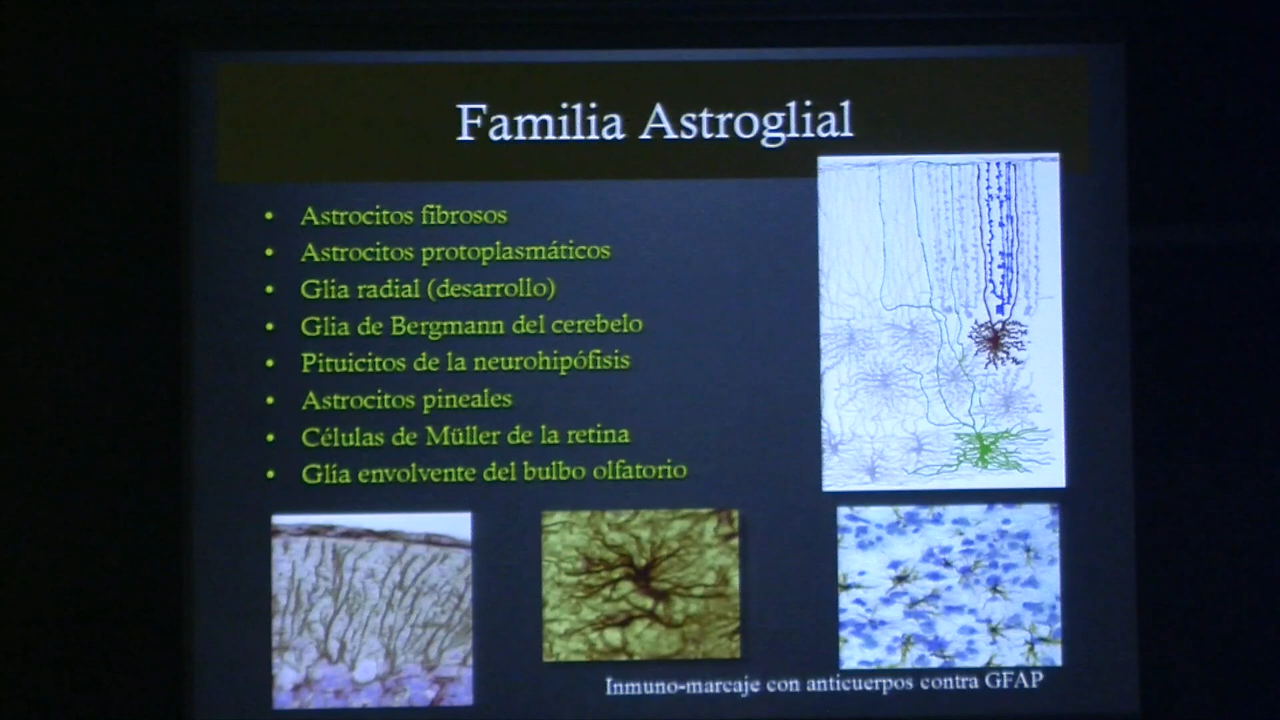 Familia Astroglial
• Astrocitos fibrosos
• Astrocitos protoplasmáticos
• Glia radial (desarrollo)
• Glia de Bergmann del cerebelo
• Pituicitos de la neurohipófisis
• Astrocitos pineales
• Células de Müller de la retina
• Glía envolvente del bulbo olfatorio
Inmuno-marcaje con anticuerpos contra GFAP